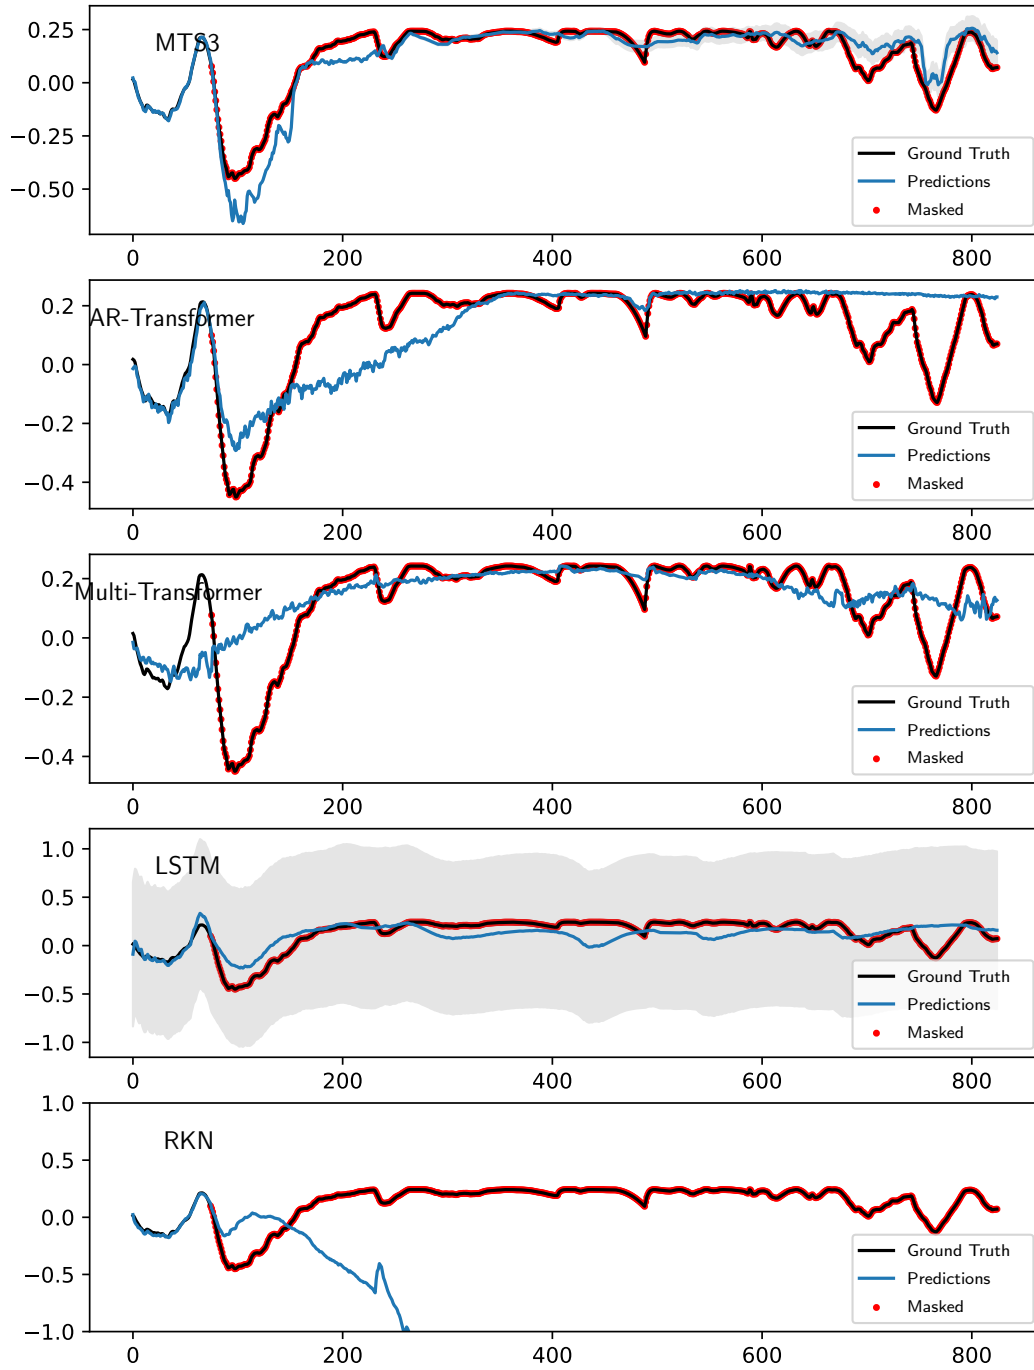 0.25
MTS3
0.00
−0.25
−0.50
Ground Truth
Predictions
Masked
0 200 400 600 800
0.2
AR-Transformer
0.0
−0.2
−0.4
Ground Truth
Predictions
Masked
0 200 400 600 800
0.2
Multi-Transformer
0.0
−0.2
−0.4
Ground Truth
Predictions
Masked
0 200 400 600 800
1.0
LSTM
0.5
0.0
−0.5
−1.0
Ground Truth
Predictions
Masked
0 200 400 600 800
1.0
RKN
0.5
0.0
−0.5
−1.0
Ground Truth
Predictions
Masked
0 200 400 600 800